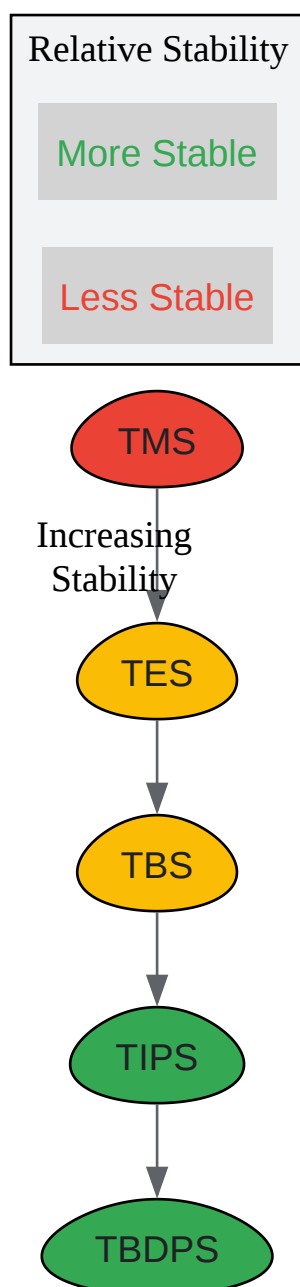 Relative Stability
More Stable
Less Stable
TMS
Increasing
Stability
TES
TBS
TIPS
TBDPS